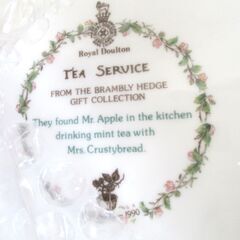 Royal Doulton
TEA SERVICE
FROM THE BRAMBLY HEDGE
GIFT COLLECTION
They found Mr. Apple in the kitchen
drinking mint tea with
Mrs. Crustybread.
1990